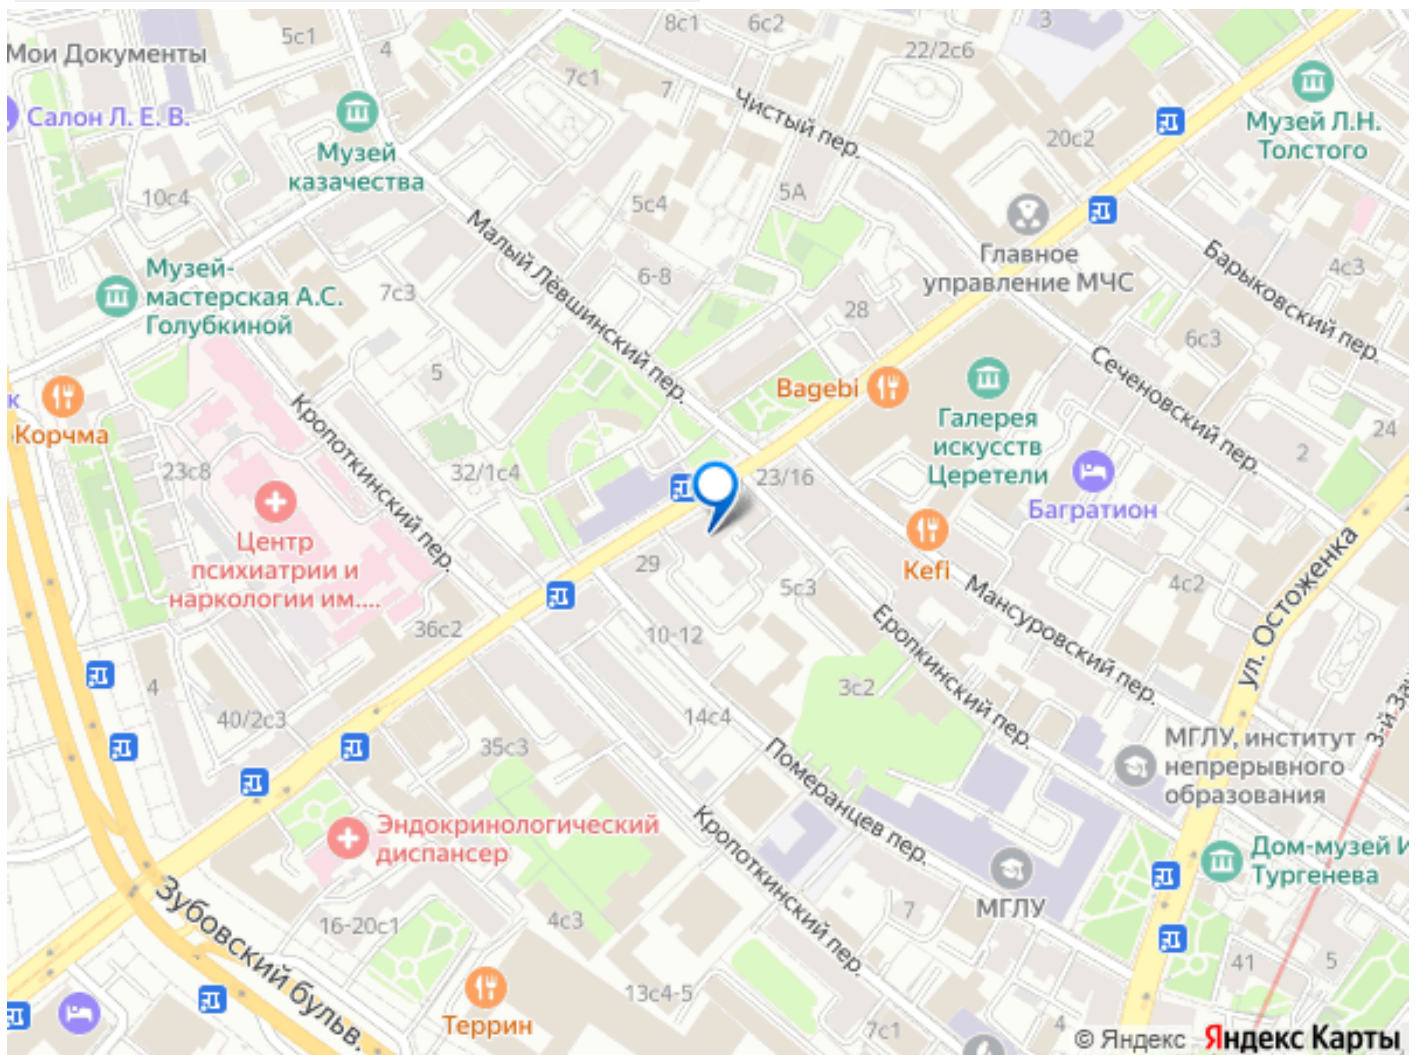 5с1
4
8с1
6с2
3
22/2с6
Мои Документы
7с1
7
Чистый пер.
20с2
Музей Л.Н.
Толстого
Салон Л. Е. В.
Музей
казачества
10с4
5с4
5А
Малый Лёвшинский пер.
Главное
управление МЧС
Барыковский пер.
4с3
Музей-
мастерская А.С.
Голубкиной
7с3
6-8
28
6с3
Сеченовский пер.
5
Bagebi
Галерея
искусств
Церетели
к
Корчма
Кропоткинский пер.
24
2
23с8
32/1с4
23/16
Багратион
Центр
психиатрии и
наркологии им....
29
5с3
Kefi
Мансуровский пер.
4с2
ул. Остоженка
36с2
10-12
Еропкинский пер.
3с2
4
40/2с3
14с4
35с3
Померанцев пер.
МГЛУ, институт
непрерывного
образования
3-й Зач
Эндокринологический
диспансер
Кропоткинский пер.
Дом-музей И
Тургенева
МГЛУ
Зубовский бульв.
16-20с1
4с3
7
41
5
13с4-5
Террин
7с1
4
© Яндекс Яндекс Карты